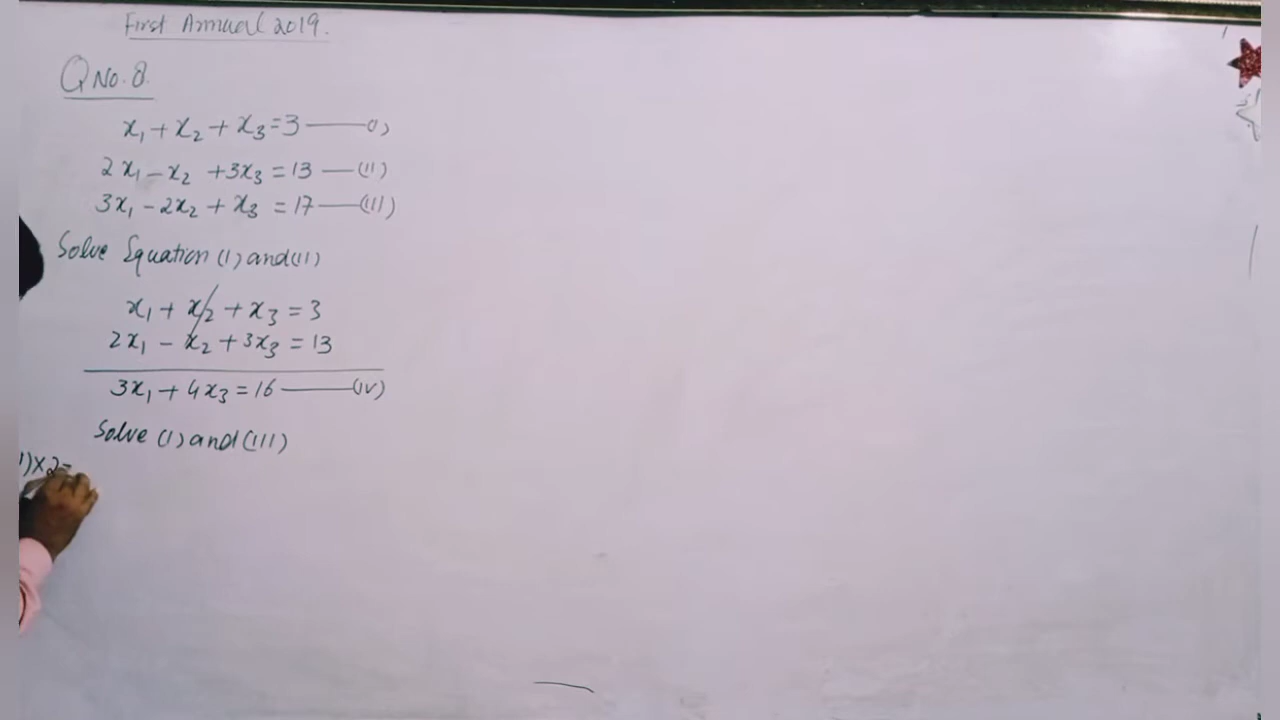 First Annual 2019.
Q No. 8.
x₁ + x₂ + x₃ = 3 ——(I)
2x₁ - x₂ + 3x₃ = 13 —(II)
3x₁ - 2x₂ + x₃ = 17 ——(III)
Solve Equation (I) and (II)
x₁ + x₂ + x₃ = 3
2x₁ - x₂ + 3x₃ = 13
3x₁ + 4x₃ = 16 ——(IV)
Solve (I) and (III)
I)×2=